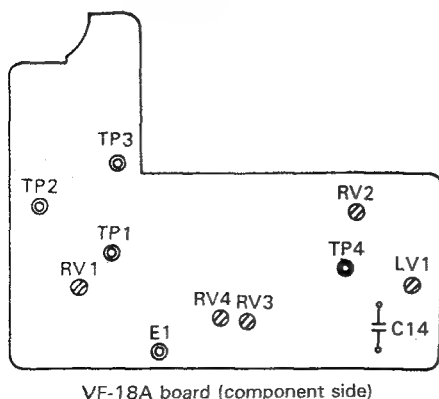 TP3
TP2
RV2
TP1
TP4
RV1
LV1
RV4 RV3
C14
E1
VF-18A board (component side)